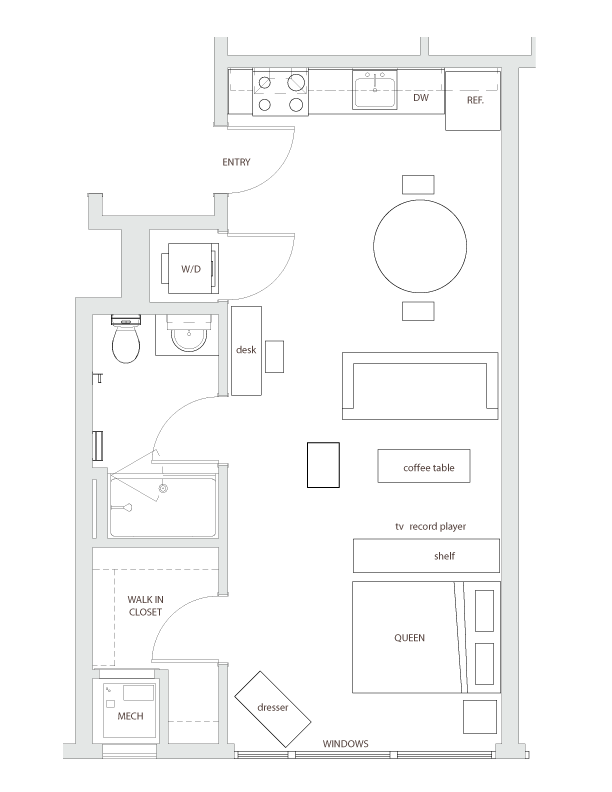 DW
REF.
ENTRY
W/D
desk
coffee table
tv record player
shelf
WALK IN
CLOSET
QUEEN
dresser
MECH
WINDOWS